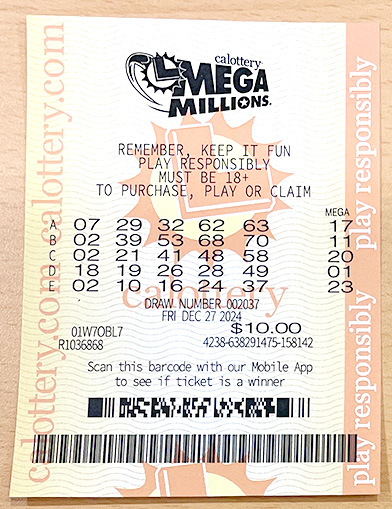 calottery
MEGA
MILLIONS
REMEMBER, KEEP IT FUN
PLAY RESPONSIBLY
MUST BE 18+
TO PURCHASE, PLAY OR CLAIM
MEGA
A 07 29 32 62 63 17
B 02 39 53 68 70 11
C 02 21 41 48 58 20
D 18 19 26 28 49 01
E 02 10 16 24 37 23
calottery
DRAW NUMBER 002037
FRI DEC 27 2024
01W7OBL7 $10.00
R1036868 4238-638291475-158142
Scan this barcode with our Mobile App
to see if ticket is a winner
calottery.com calottery.com
play responsibly play responsibly